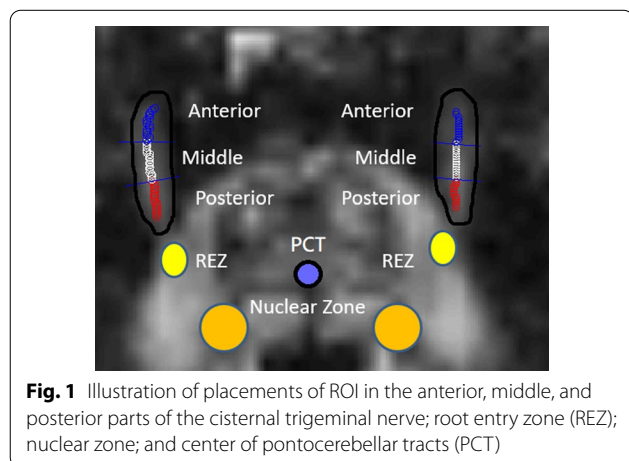 Anterior Anterior
Middle Middle
Posterior Posterior
PCT
REZ REZ
Nuclear Zone
Fig. 1 Illustration of placements of ROI in the anterior, middle, and
posterior parts of the cisternal trigeminal nerve; root entry zone (REZ);
nuclear zone; and center of pontocerebellar tracts (PCT)